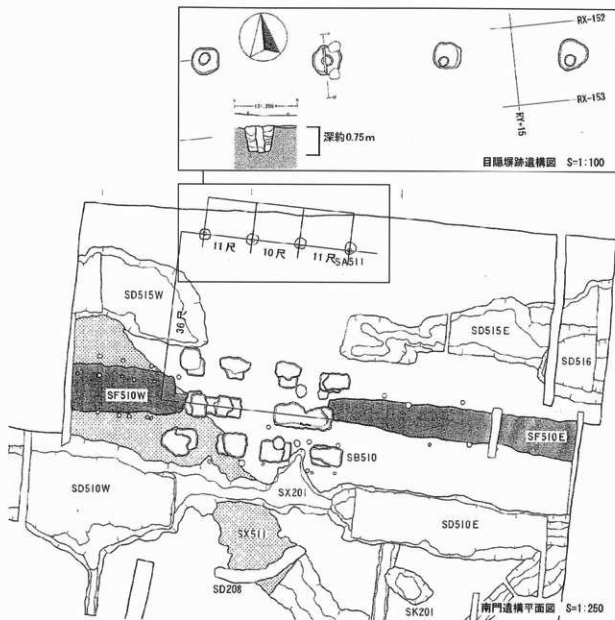 RX-152
RX-153
RY+15
深約0.75m
目隠塀跡遺構図 S=1:100
11尺
10尺
11尺
SA511
36尺
SD515W
SD515E
SD516
SF510W
SF510E
SB510
SD510W
SX201
SD510E
SX511
SD208
SK201
南門遺構平面図 S=1:250